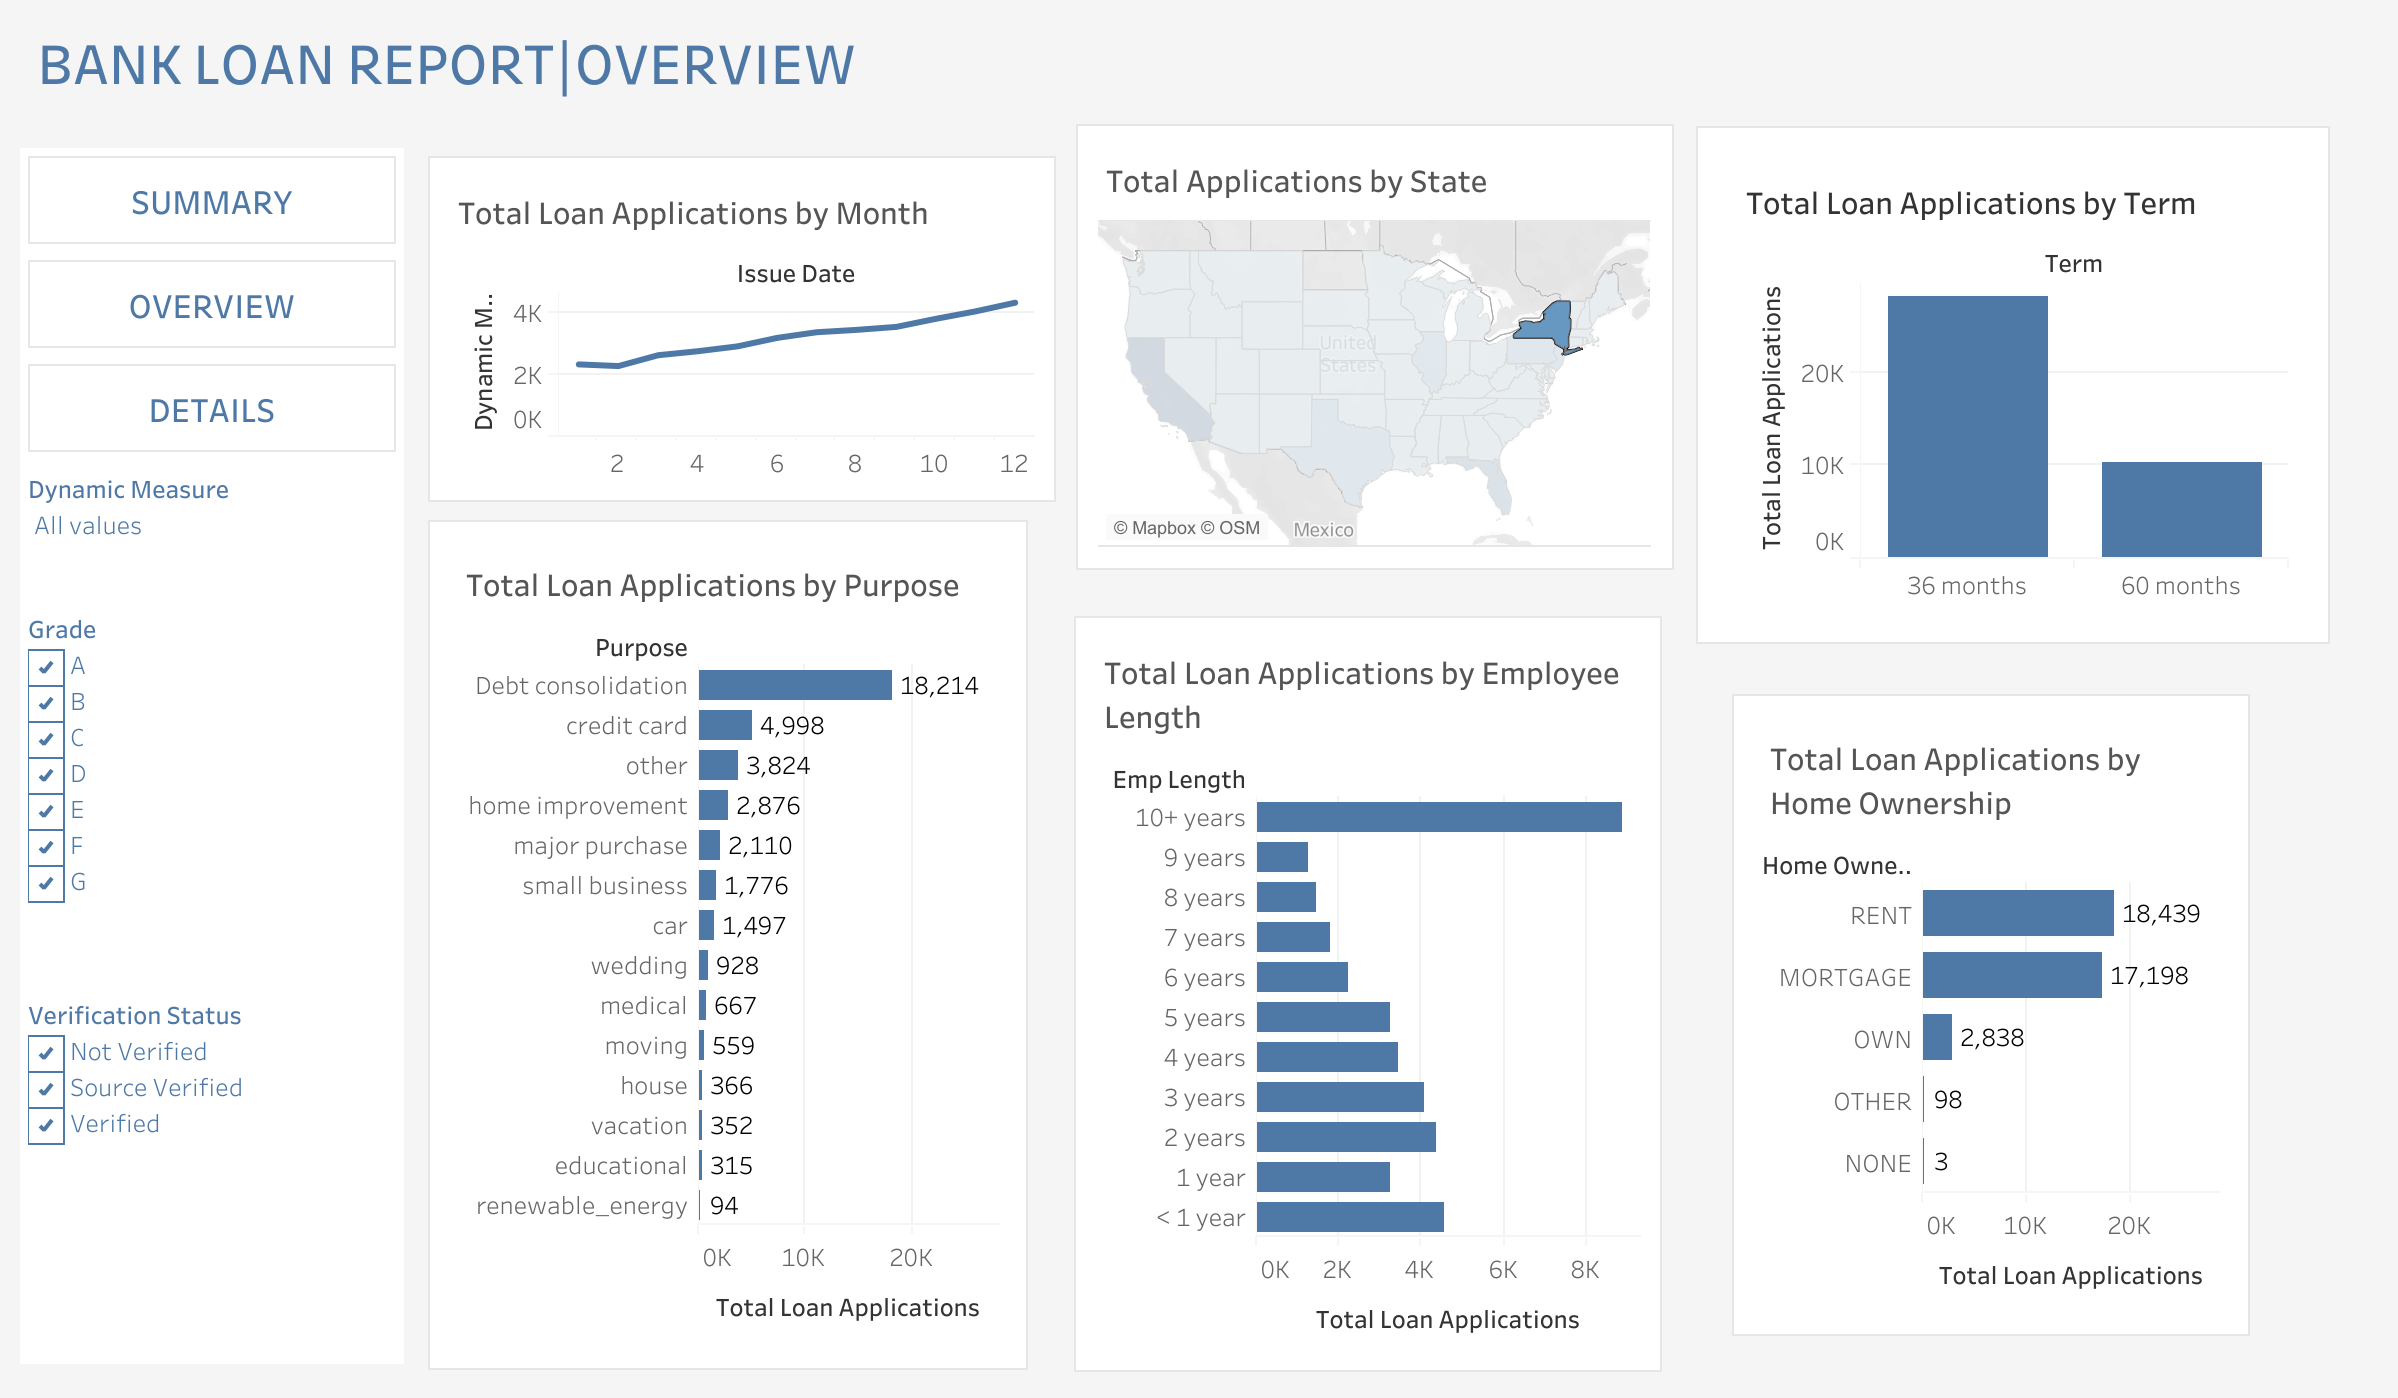 BANK LOAN REPORT|OVERVIEW
SUMMARY
OVERVIEW
DETAILS
Dynamic Measure
All values
Grade
A
B
C
D
E
F
G
Verification Status
Not Verified
Source Verified
Verified
Total Loan Applications by Month
Issue Date
Dynamic M..
4K
2K
0K
2 4 6 8 10 12
Total Loan Applications by Purpose
Purpose
Debt consolidation 18,214
credit card 4,998
other 3,824
home improvement 2,876
major purchase 2,110
small business 1,776
car 1,497
wedding 928
medical 667
moving 559
house 366
vacation 352
educational 315
renewable_energy 94
0K 10K 20K
Total Loan Applications
Total Applications by State
United
States
© Mapbox © OSM
Mexico
Total Loan Applications by Employee
Length
Emp Length
10+ years
9 years
8 years
7 years
6 years
5 years
4 years
3 years
2 years
1 year
< 1 year
0K 2K 4K 6K 8K
Total Loan Applications
Total Loan Applications by Term
Term
Total Loan Applications
20K
10K
0K
36 months 60 months
Total Loan Applications by
Home Ownership
Home Owne..
RENT 18,439
MORTGAGE 17,198
OWN 2,838
OTHER 98
NONE 3
0K 10K 20K
Total Loan Applications